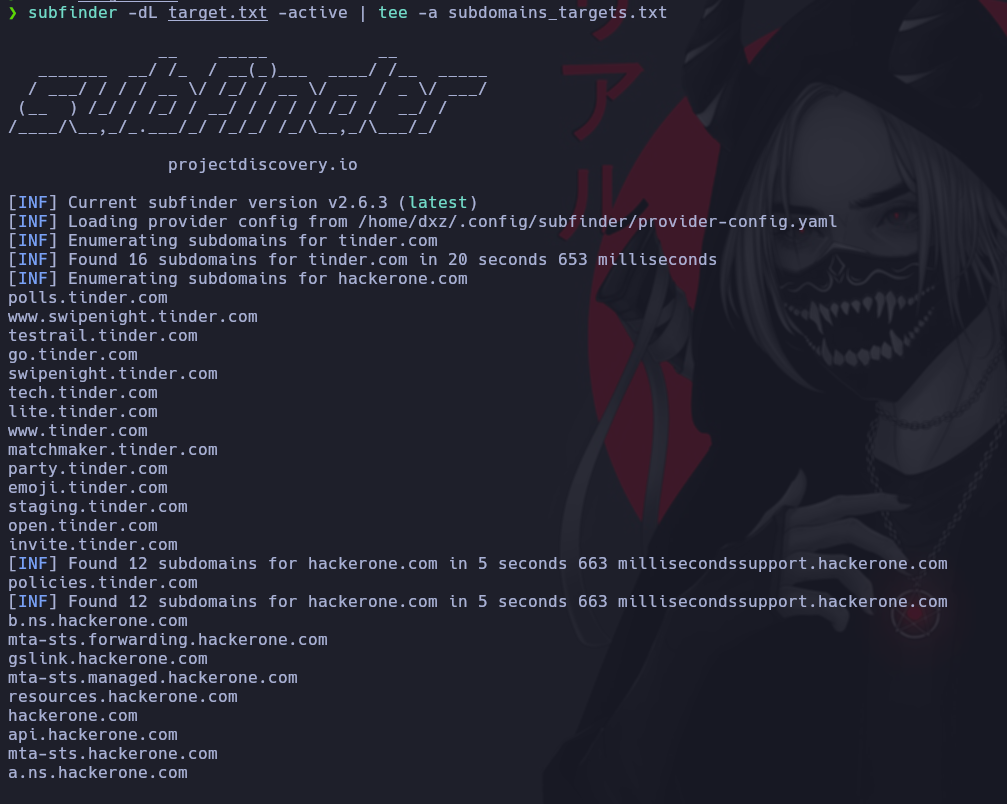 ❯ subfinder -dL target.txt -active | tee -a subdomains_targets.txt
               __    _____           __
   _______  __/ /_  / __(_)___  ____/ /__  _____
  / ___/ / / / __ \/ /_/ / __ \/ __  / _ \/ ___/
 (__  ) /_/ / /_/ / __/ / / / / /_/ /  __/ /
/____/\__,_/_.___/_/ /_/_/ /_/\__,_/\___/_/
projectdiscovery.io
[INF] Current subfinder version v2.6.3 (latest)
[INF] Loading provider config from /home/dxz/.config/subfinder/provider-config.yaml
[INF] Enumerating subdomains for tinder.com
[INF] Found 16 subdomains for tinder.com in 20 seconds 653 milliseconds
[INF] Enumerating subdomains for hackerone.com
polls.tinder.com
www.swipenight.tinder.com
testrail.tinder.com
go.tinder.com
swipenight.tinder.com
tech.tinder.com
lite.tinder.com
www.tinder.com
matchmaker.tinder.com
party.tinder.com
emoji.tinder.com
staging.tinder.com
open.tinder.com
invite.tinder.com
[INF] Found 12 subdomains for hackerone.com in 5 seconds 663 millisecondssupport.hackerone.com
policies.tinder.com
[INF] Found 12 subdomains for hackerone.com in 5 seconds 663 millisecondssupport.hackerone.com
b.ns.hackerone.com
mta-sts.forwarding.hackerone.com
gslink.hackerone.com
mta-sts.managed.hackerone.com
resources.hackerone.com
hackerone.com
api.hackerone.com
mta-sts.hackerone.com
a.ns.hackerone.com
リアル